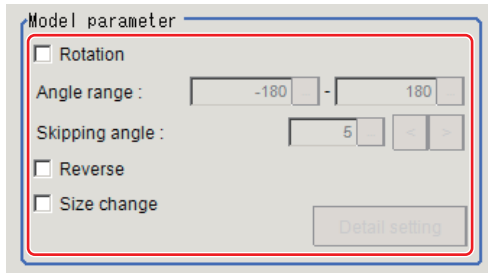 Model parameter
Rotation
Angle range : -180 ... - 180 ...
Skipping angle : 5 ... < >
Reverse
Size change
Detail setting